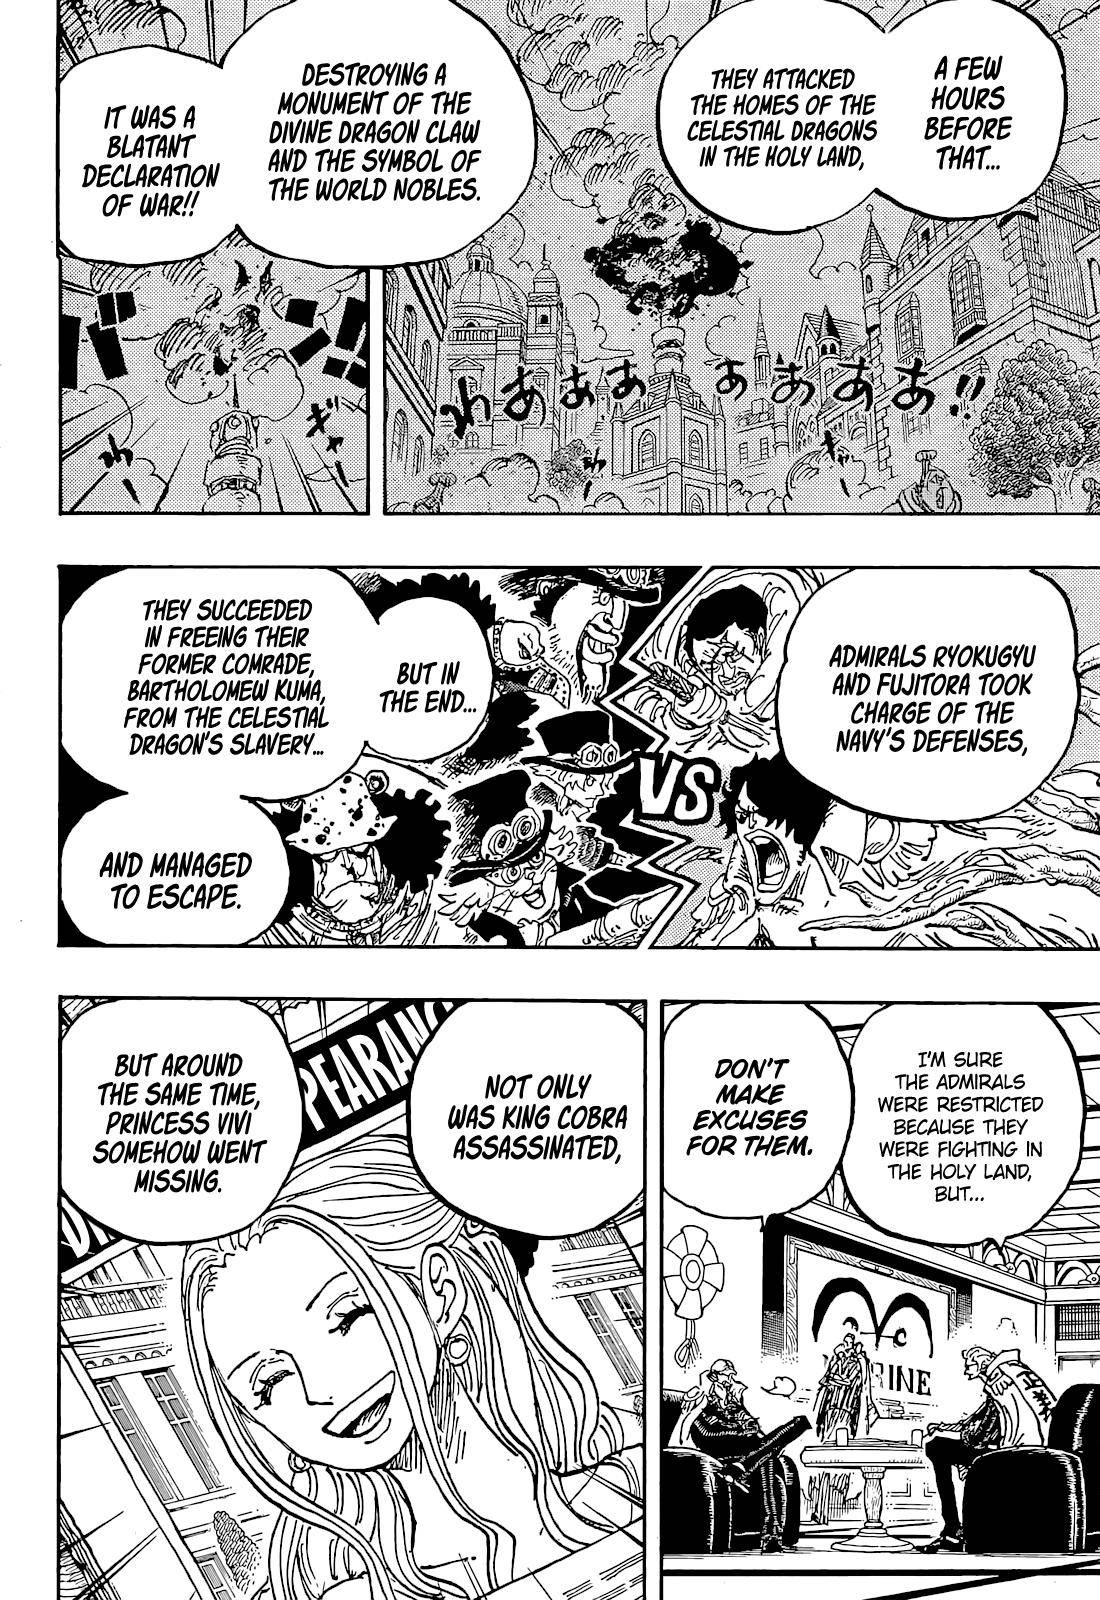 A FEW
HOURS
BEFORE
THAT...
THEY ATTACKED
THE HOMES OF THE
CELESTIAL DRAGONS
IN THE HOLY LAND,
わあああ ああああ!!
DESTROYING A
MONUMENT OF THE
DIVINE DRAGON CLAW
AND THE SYMBOL OF
THE WORLD NOBLES.
IT WAS A
BLATANT
DECLARATION
OF WAR!!
ADMIRALS RYOKUGYU
AND FUJITORA TOOK
CHARGE OF THE
NAVY'S DEFENSES,
VS
BUT IN
THE END...
THEY SUCCEEDED
IN FREEING THEIR
FORMER COMRADE,
BARTHOLOMEW KUMA,
FROM THE CELESTIAL
DRAGON'S SLAVERY...
AND MANAGED
TO ESCAPE.
I'M SURE
THE ADMIRALS
WERE RESTRICTED
BECAUSE THEY
WERE FIGHTING IN
THE HOLY LAND,
BUT...
DON'T
MAKE
EXCUSES
FOR THEM.
RINE
NOT ONLY
WAS KING COBRA
ASSASSINATED,
PEARANC
BUT AROUND
THE SAME TIME,
PRINCESS VIVI
SOMEHOW WENT
MISSING.